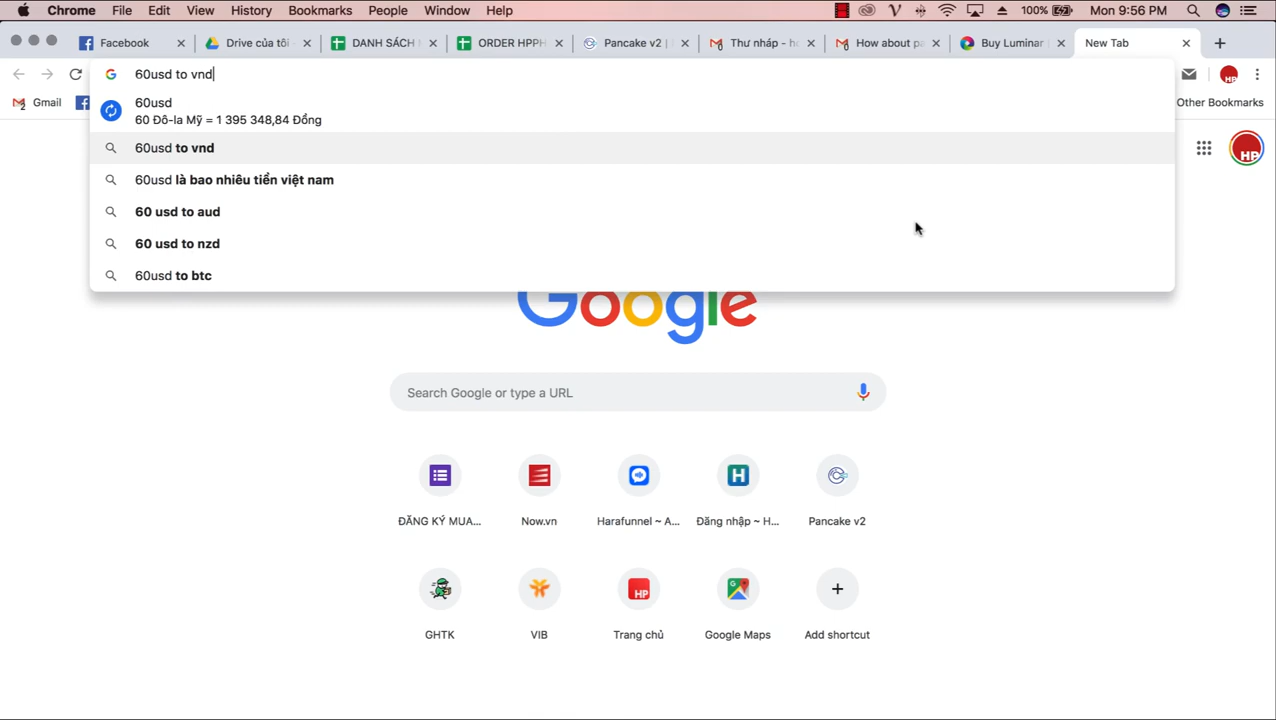 Chrome File Edit View History Bookmarks People Window Help 100% Mon 9:56 PM
Facebook Drive của tôi DANH SÁCH ORDER HPPH Pancake v2 | Thư nháp - ho How about pa Buy Luminar New Tab
60usd to vnd
Gmail Other Bookmarks
60usd
60 Đô-la Mỹ = 1 395 348,84 Đồng
60usd to vnd
HP
60usd là bao nhiêu tiền việt nam
60 usd to aud
60 usd to nzd
60usd to btc
Google
Search Google or type a URL
ĐĂNG KÝ MUA... Now.vn Harafunnel ~ A... Đăng nhập ~ H... Pancake v2
HP
GHTK VIB Trang chủ Google Maps Add shortcut